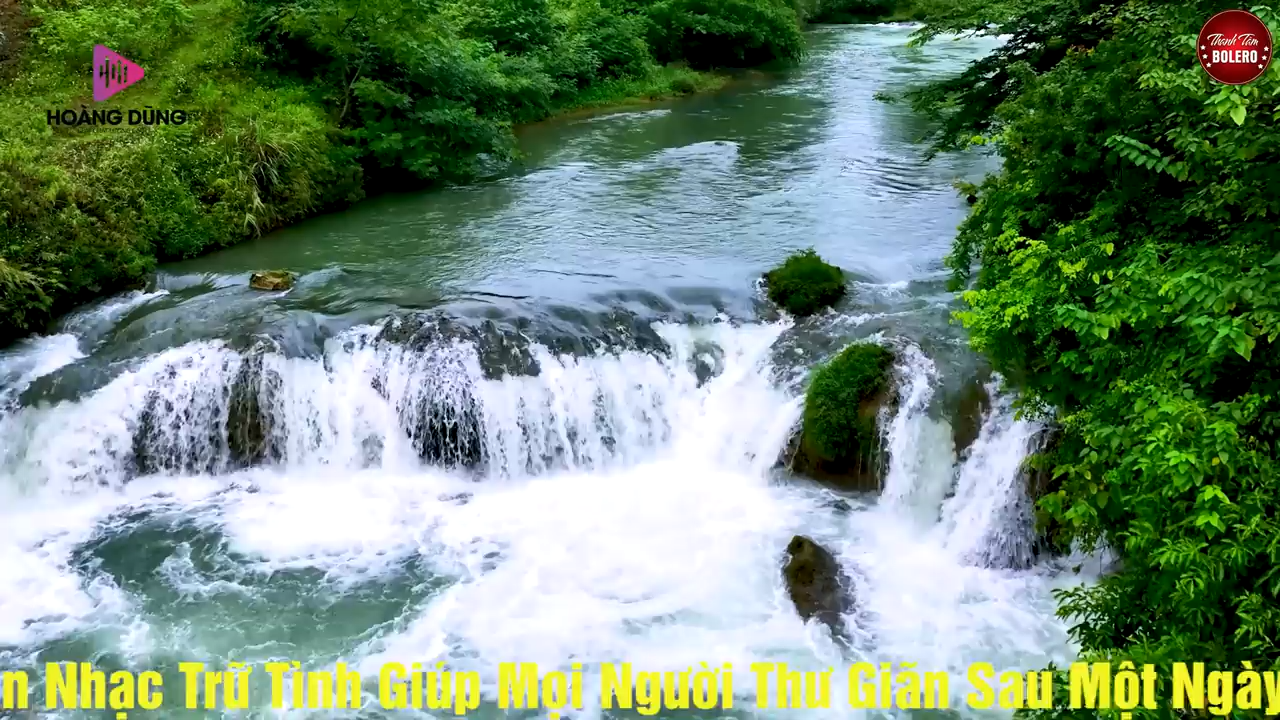 HOÀNG DŨNG
Thanh Tâm
BOLERO
n Nhạc Trữ Tình Giúp Mọi Người Thư Giãn Sau Một Ngày